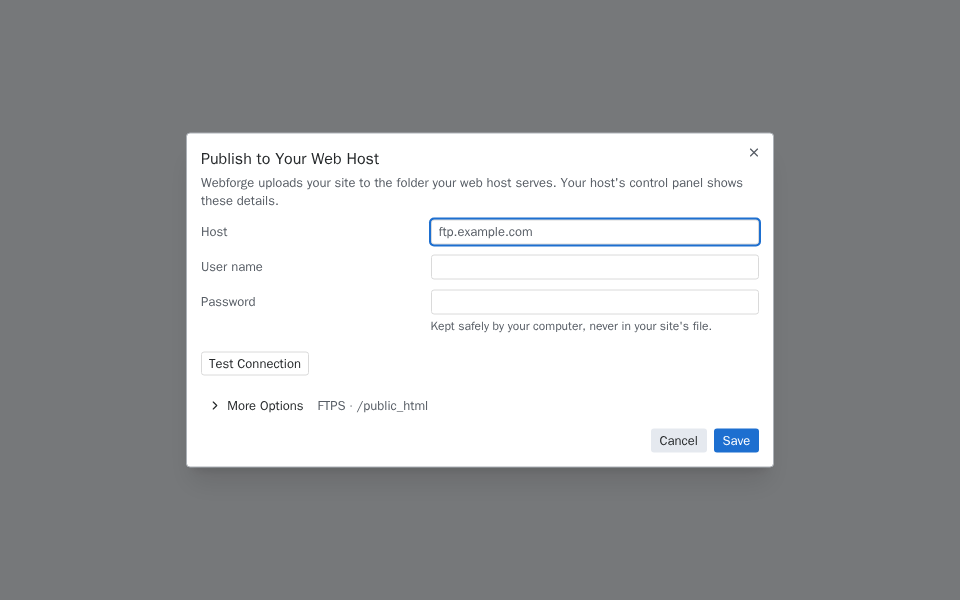 Publish to Your Web Host
Webforge uploads your site to the folder your web host serves. Your host's control panel shows
these details.
Host
ftp.example.com
User name
Password
Kept safely by your computer, never in your site's file.
Test Connection
More Options FTPS · /public_html
Cancel Save